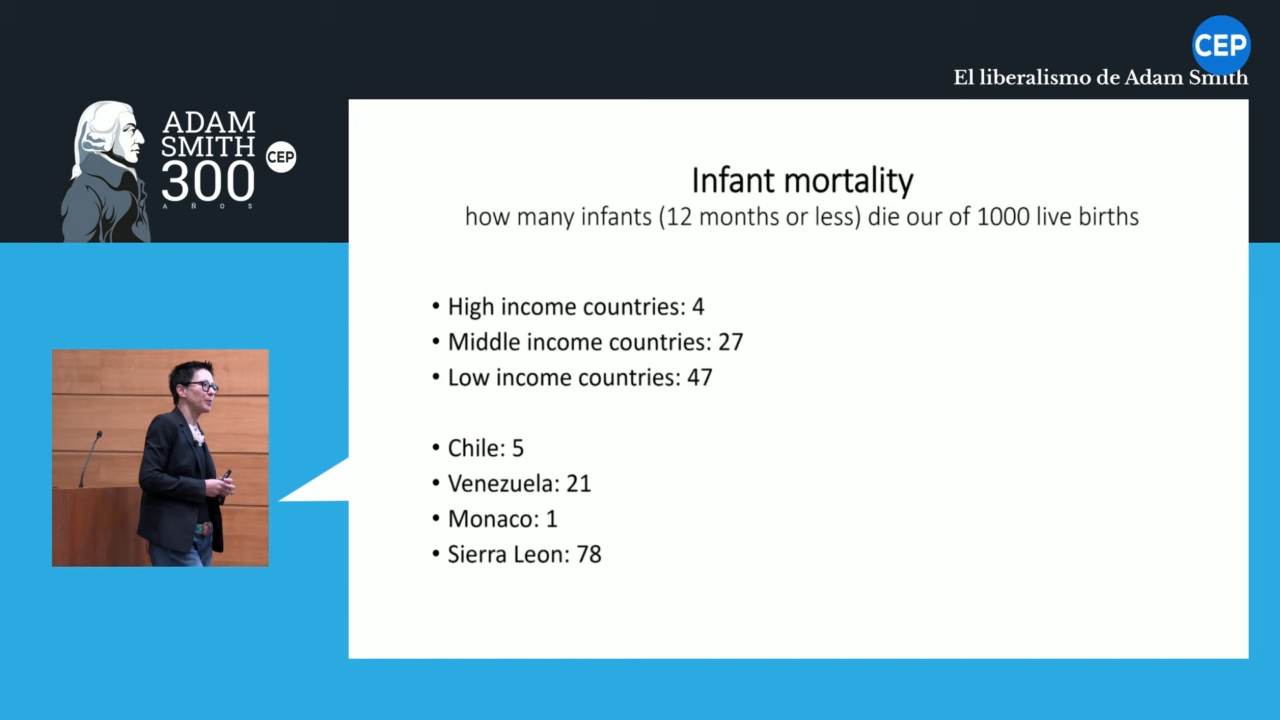 CEP
El liberalismo de Adam Smith
ADAM
SMITH
300
AÑOS
CEP
Infant mortality
how many infants (12 months or less) die our of 1000 live births
• High income countries: 4
• Middle income countries: 27
• Low income countries: 47
• Chile: 5
• Venezuela: 21
• Monaco: 1
• Sierra Leon: 78